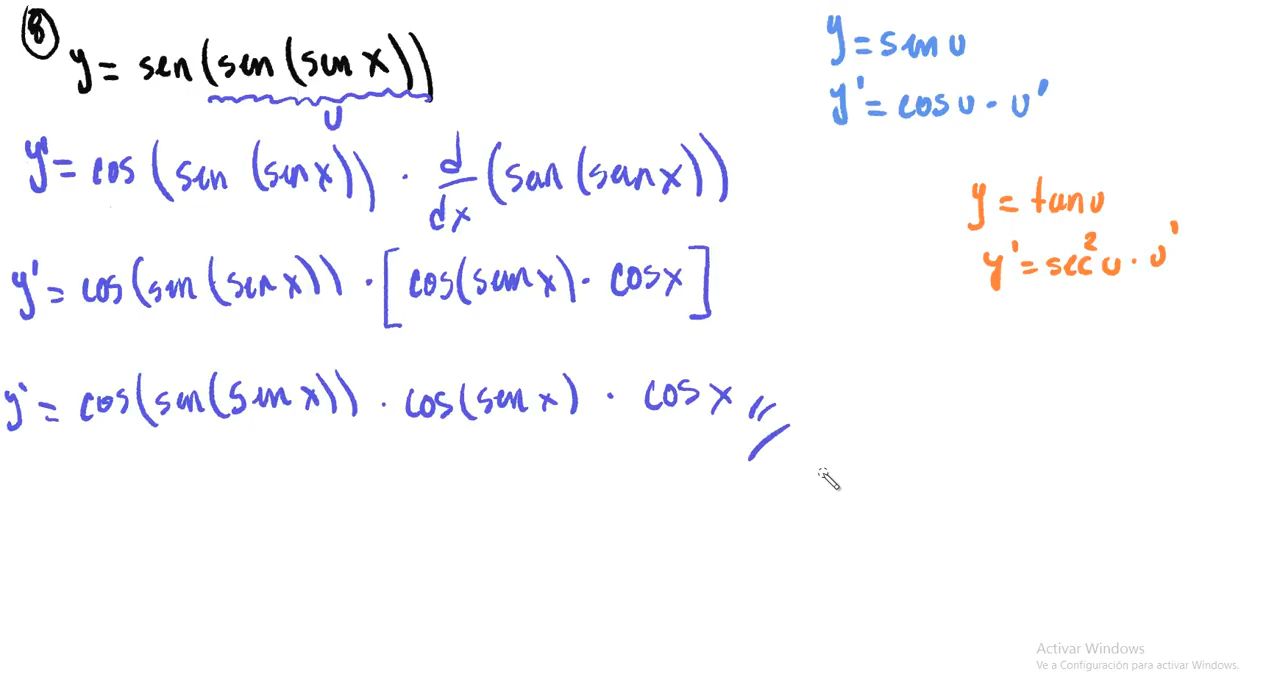 8
y = sen(sen(sen x))
u
y' = cos (sen (sen x)) · d/dx (sen (sen x))
y' = cos(sen(sen x)) · [cos(sen x) · cos x]
y' = cos(sen(sen x)) · cos(sen x) · cos x //
y = sen u
y' = cos u · u'
y = tan u
y' = sec² u · u'
Activar Windows
Ve a Configuración para activar Windows.